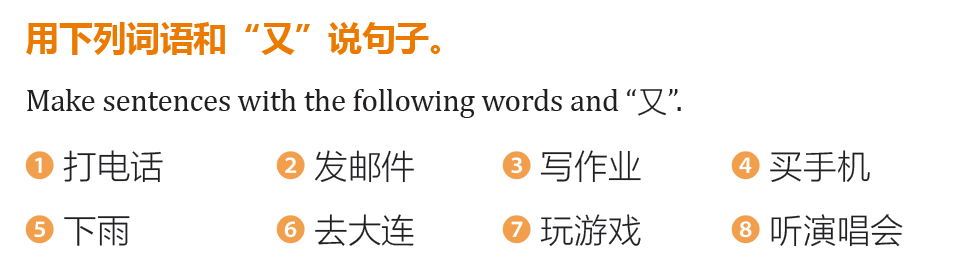 用下列词语和“又”说句子。
Make sentences with the following words and “又”.
1 打电话 2 发邮件 3 写作业 4 买手机
5 下雨 6 去大连 7 玩游戏 8 听演唱会